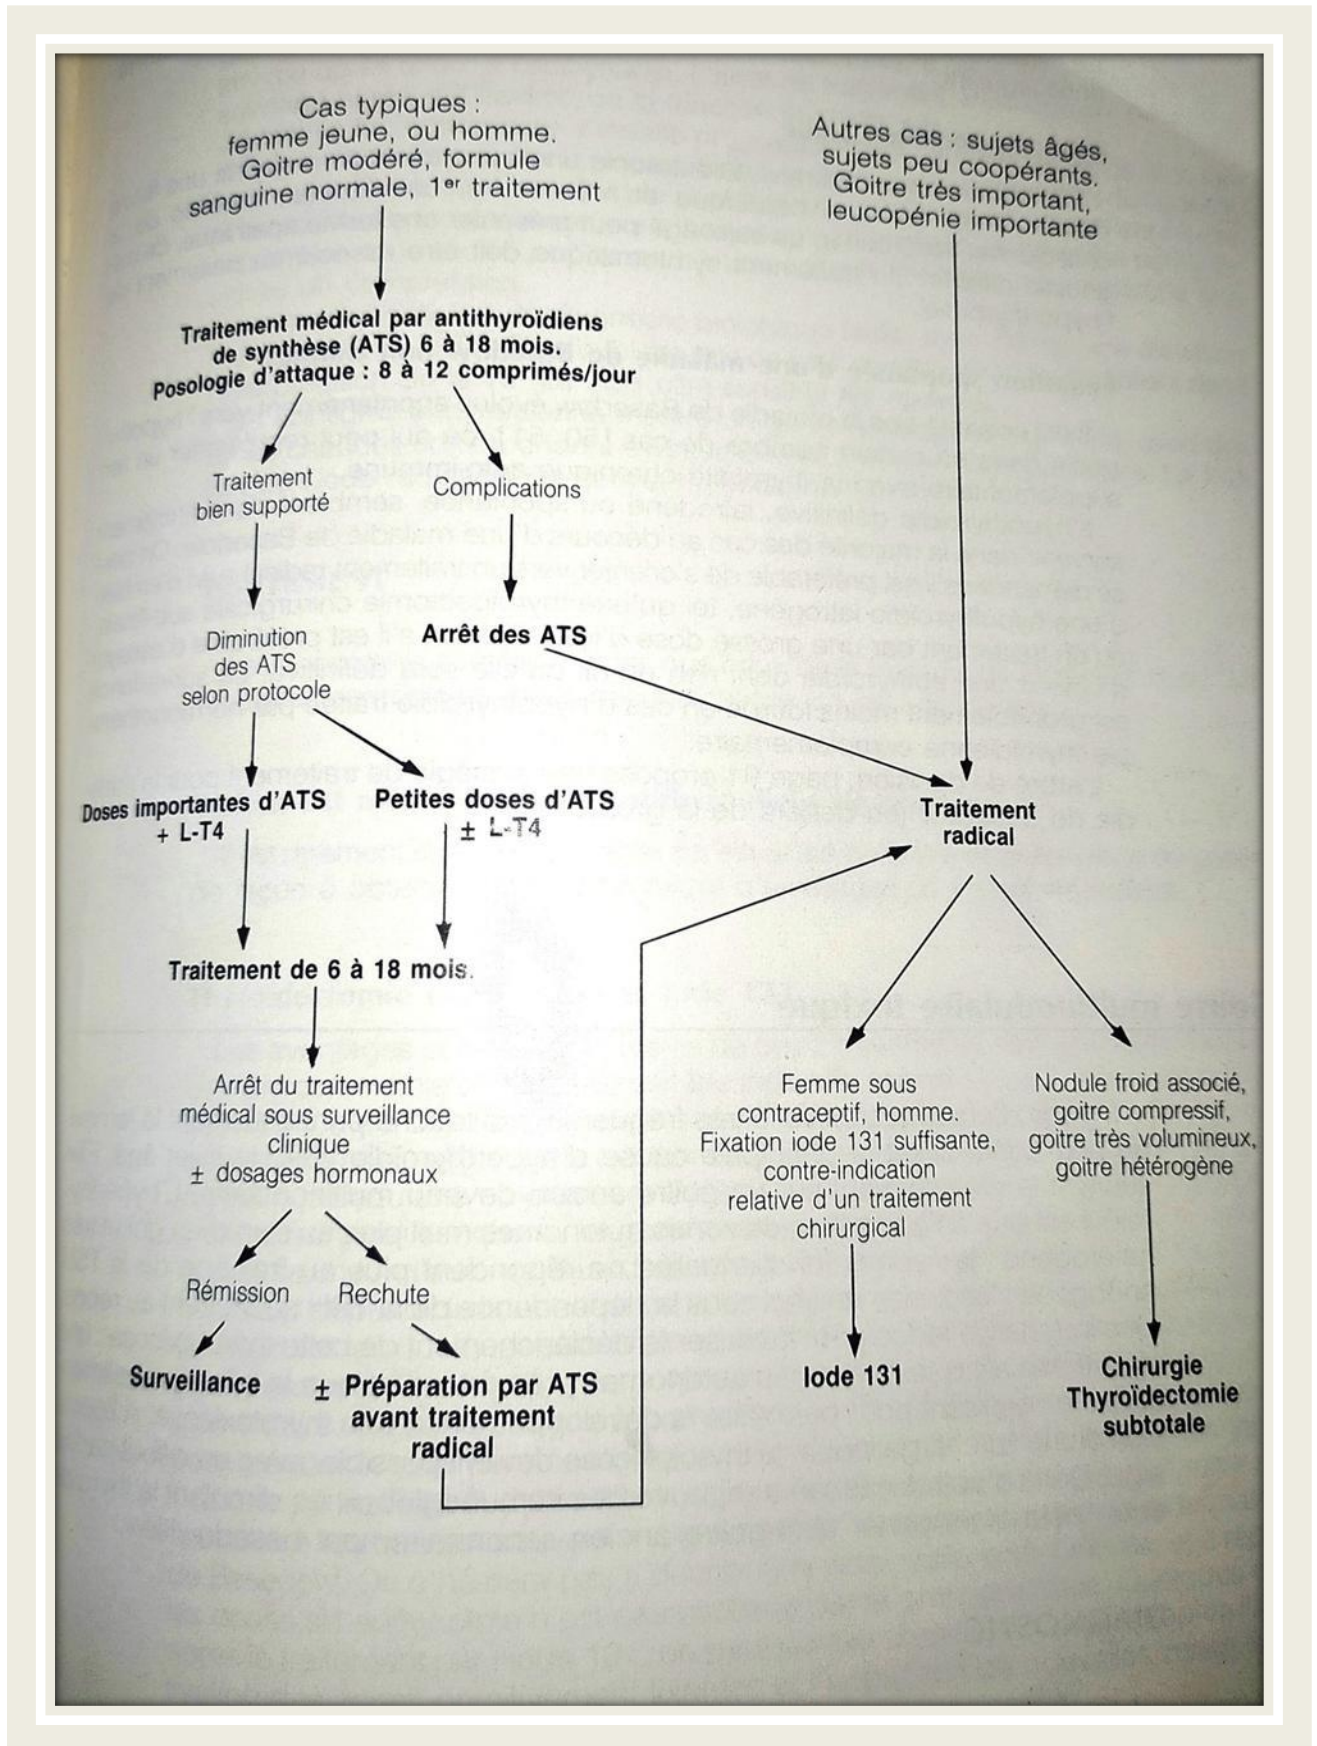 Cas typiques :
femme jeune, ou homme.
Goitre modéré, formule
sanguine normale, 1er traitement
Autres cas : sujets âgés,
sujets peu coopérants.
Goitre très important,
leucopénie importante
Traitement médical par antithyroïdiens
de synthèse (ATS) 6 à 18 mois.
Posologie d'attaque : 8 à 12 comprimés/jour
Traitement
bien supporté
Complications
Diminution
des ATS
selon protocole
Arrêt des ATS
Doses importantes d'ATS
+ L-T4
Petites doses d'ATS
± L-T4
Traitement
radical
Traitement de 6 à 18 mois.
Arrêt du traitement
médical sous surveillance
clinique
± dosages hormonaux
Femme sous
contraceptif, homme.
Fixation iode 131 suffisante,
contre-indication
relative d'un traitement
chirurgical
Nodule froid associé,
goitre compressif,
goitre très volumineux,
goitre hétérogène
Rémission
Rechute
Surveillance
± Préparation par ATS
avant traitement
radical
Iode 131
Chirurgie
Thyroïdectomie
subtotale